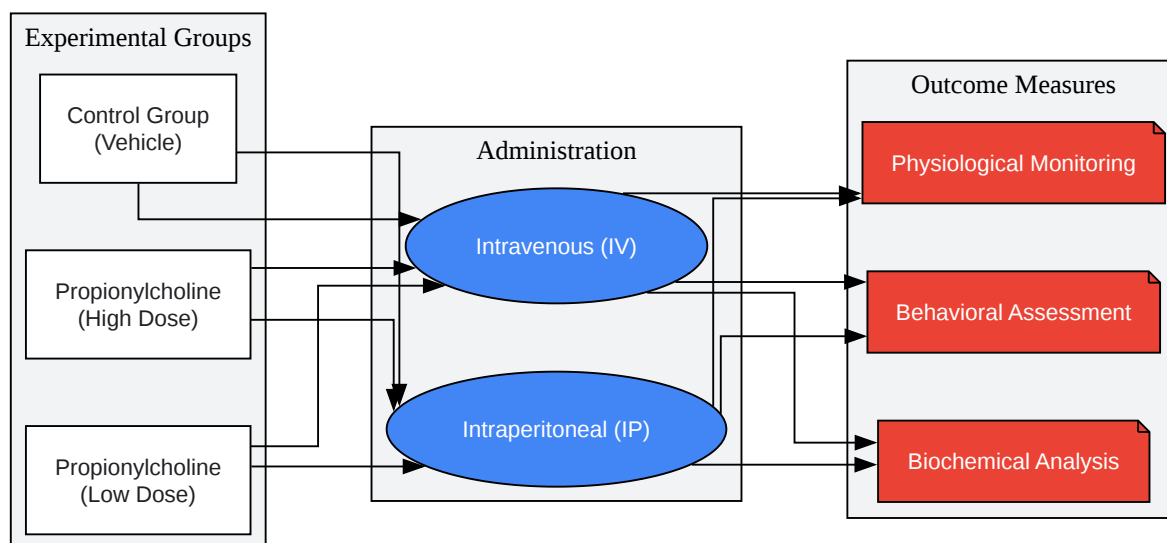 Experimental Groups
Control Group
(Vehicle)
Propionylcholine
(High Dose)
Propionylcholine
(Low Dose)
Administration
Intravenous (IV)
Intraperitoneal (IP)
Outcome Measures
Physiological Monitoring
Behavioral Assessment
Biochemical Analysis